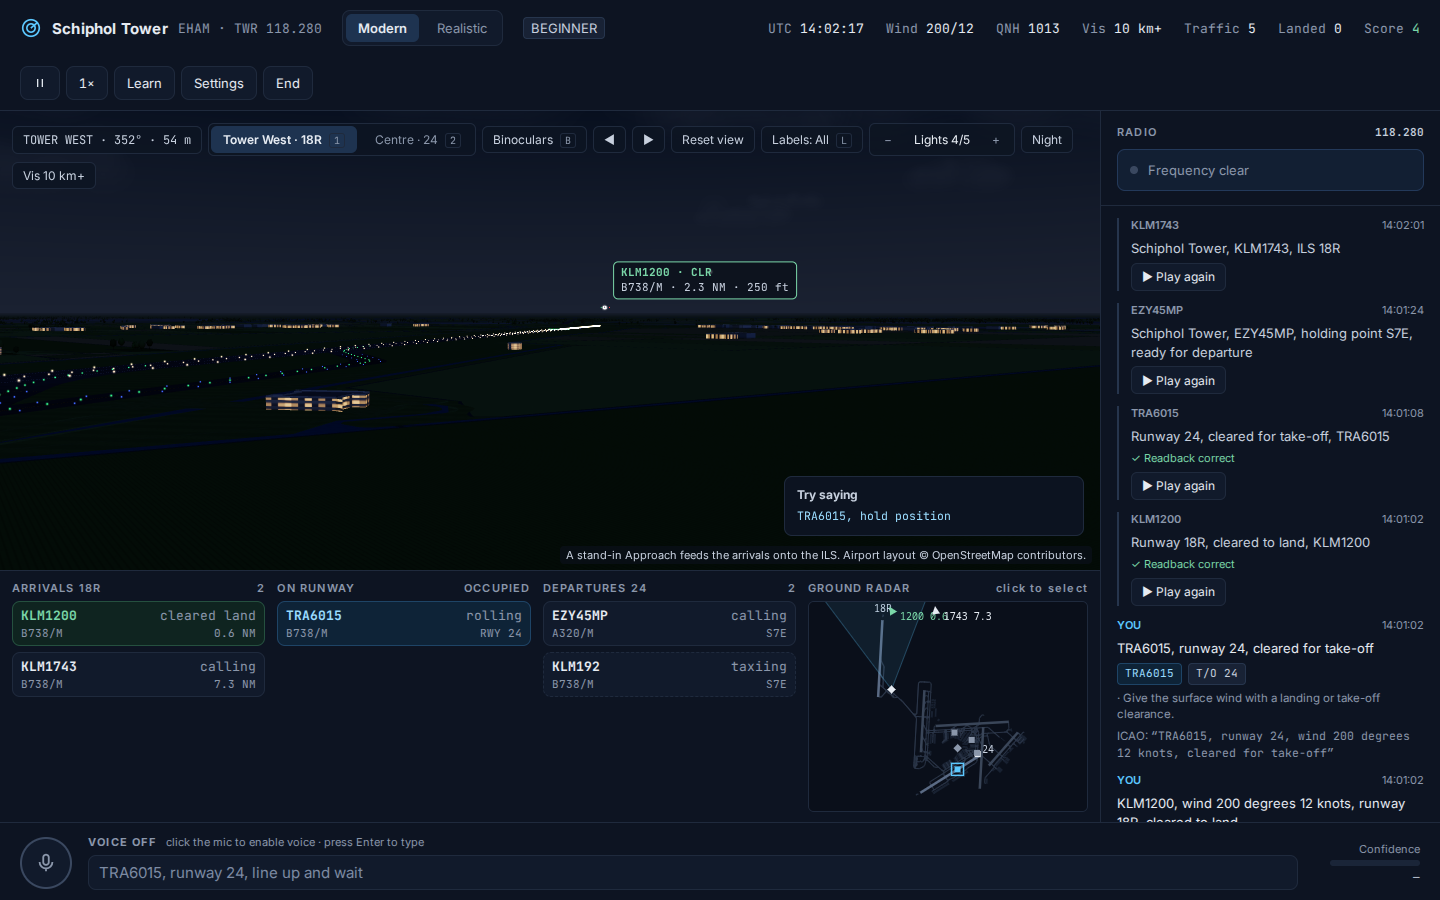 Schiphol Tower EHAM · TWR 118.280 Modern Realistic BEGINNER UTC 14:02:17 Wind 200/12 QNH 1013 Vis 10 km+ Traffic 5 Landed 0 Score 4
1× Learn Settings End
TOWER WEST · 352° · 54 m Tower West · 18R 1 Centre · 24 2 Binoculars B ◀ ▶ Reset view Labels: All L − Lights 4/5 + Night
Vis 10 km+
KLM1200 · CLR
B738/M · 2.3 NM · 250 ft
Try saying
TRA6015, hold position
A stand-in Approach feeds the arrivals onto the ILS. Airport layout © OpenStreetMap contributors.
ARRIVALS 18R 2
KLM1200 cleared land
B738/M 0.6 NM
KLM1743 calling
B738/M 7.3 NM
ON RUNWAY OCCUPIED
TRA6015 rolling
B738/M RWY 24
DEPARTURES 24 2
EZY45MP calling
A320/M S7E
KLM192 taxiing
B738/M S7E
GROUND RADAR click to select
18R 1200 1743 7.3
24
RADIO 118.280
Frequency clear
KLM1743 14:02:01
Schiphol Tower, KLM1743, ILS 18R
▶ Play again
EZY45MP 14:01:24
Schiphol Tower, EZY45MP, holding point S7E,
ready for departure
▶ Play again
TRA6015 14:01:08
Runway 24, cleared for take-off, TRA6015
✓ Readback correct
▶ Play again
KLM1200 14:01:02
Runway 18R, cleared to land, KLM1200
✓ Readback correct
▶ Play again
YOU 14:01:02
TRA6015, runway 24, cleared for take-off
TRA6015 T/O 24
· Give the surface wind with a landing or take-off
clearance.
ICAO: “TRA6015, runway 24, wind 200 degrees
12 knots, cleared for take-off”
YOU 14:01:02
KLM1200, wind 200 degrees 12 knots, runway
18R, cleared to land
VOICE OFF click the mic to enable voice · press Enter to type
TRA6015, runway 24, line up and wait
Confidence
–